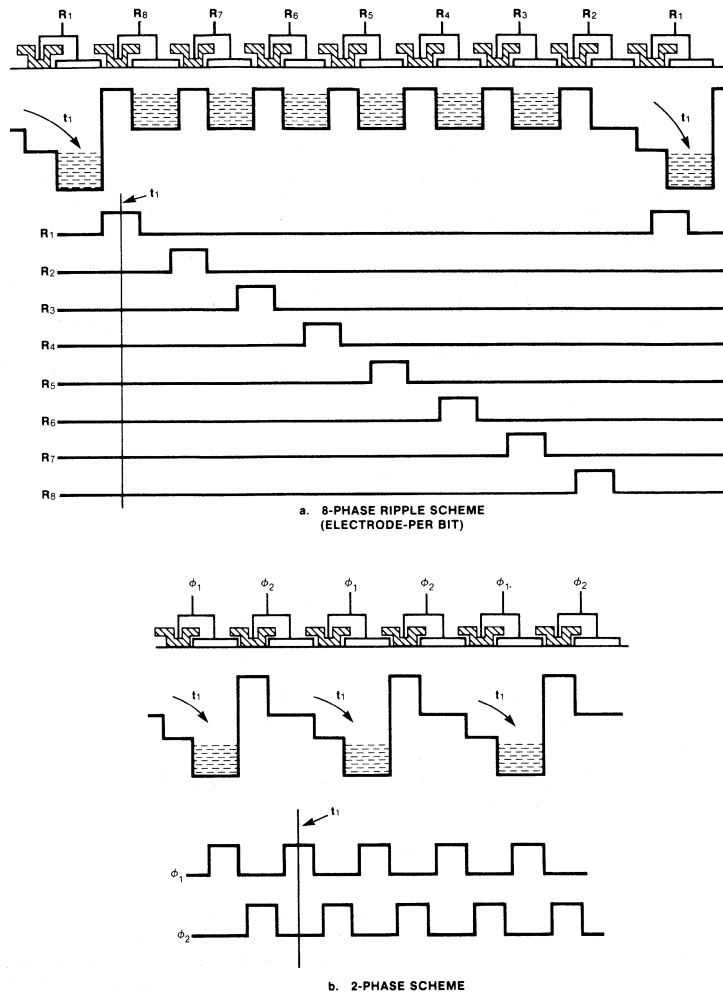 R1 R8 R7 R6 R5 R4 R3 R2 R1
t1 t1
t1
R1
R2
R3
R4
R5
R6
R7
R8
a. 8-PHASE RIPPLE SCHEME
(ELECTRODE-PER BIT)
ϕ1 ϕ2 ϕ1 ϕ2 ϕ1. ϕ2
t1 t1 t1
t1
ϕ1
ϕ2
b. 2-PHASE SCHEME